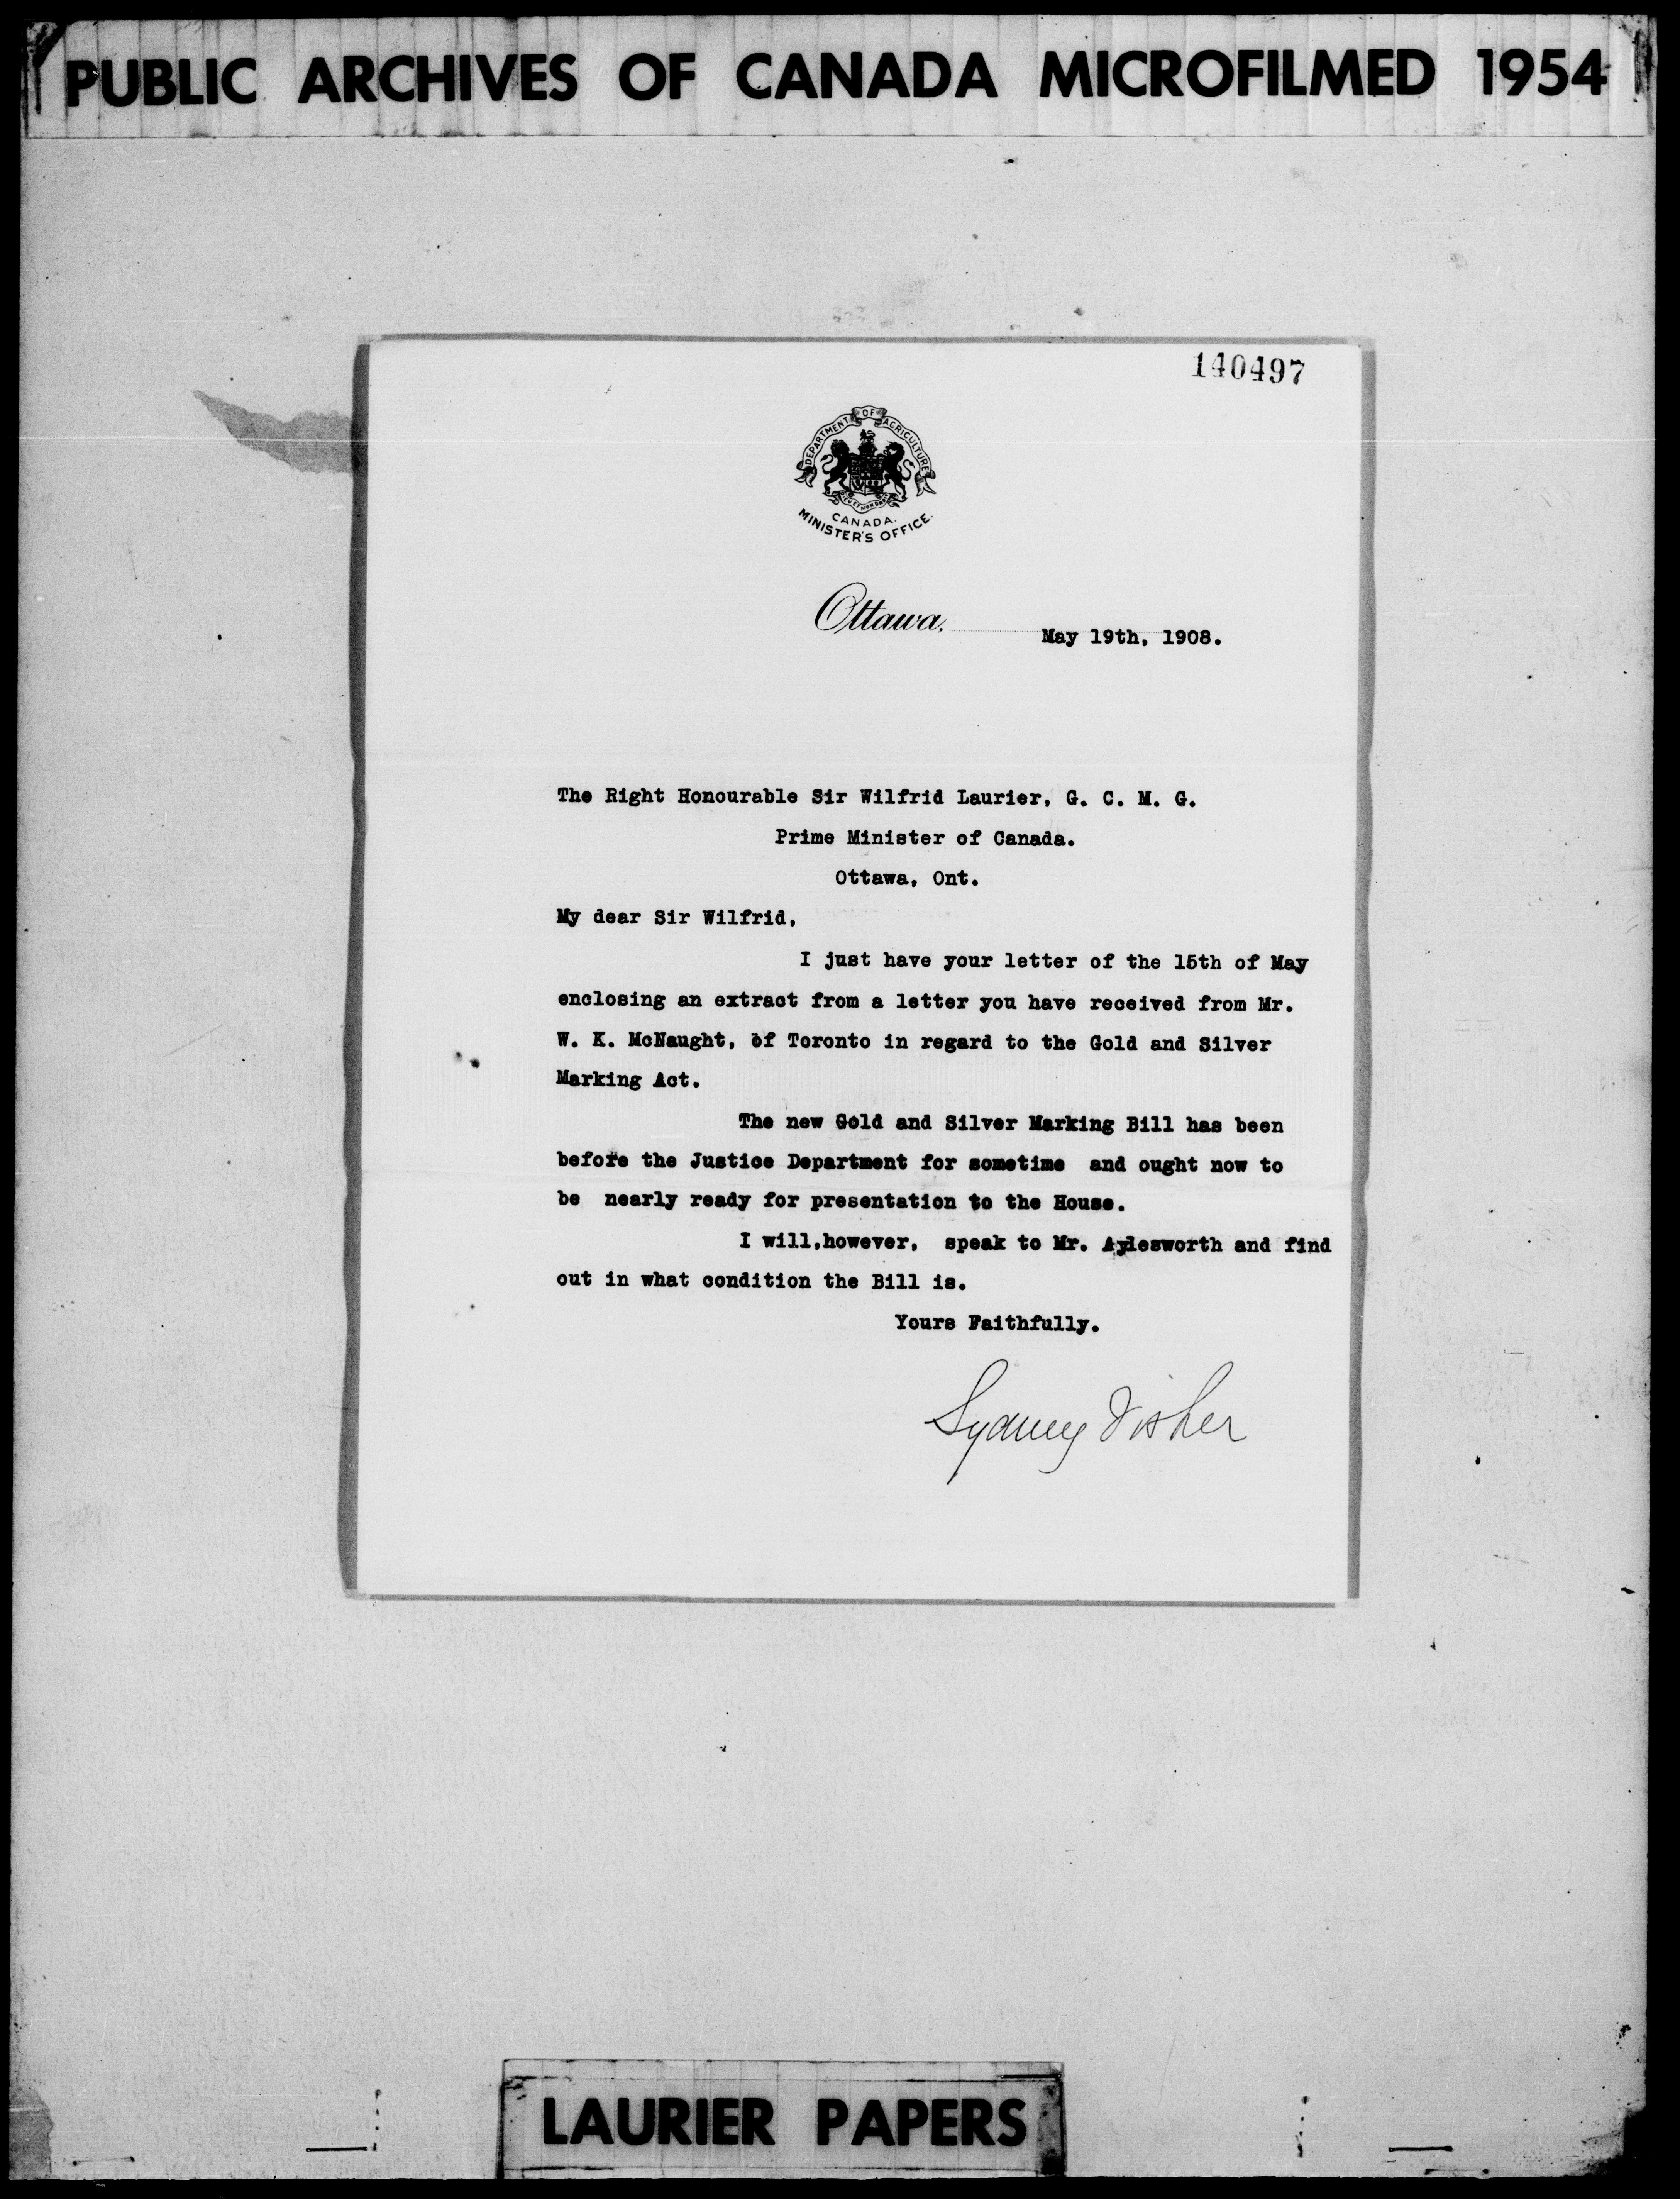 PUBLIC ARCHIVES OF CANADA MICROFILMED 1954
140497
DEPARTMENT OF AGRICULTURE
CANADA.
MINISTER'S OFFICE.
Ottawa, May 19th, 1908.
The Right Honourable Sir Wilfrid Laurier, G. C. M. G.
Prime Minister of Canada.
Ottawa, Ont.
My dear Sir Wilfrid,
I just have your letter of the 15th of May
enclosing an extract from a letter you have received from Mr.
W. K. McNaught, of Toronto in regard to the Gold and Silver
Marking Act.
The new Gold and Silver Marking Bill has been
before the Justice Department for sometime and ought now to
be nearly ready for presentation to the House.
I will,however, speak to Mr. Aylesworth and find
out in what condition the Bill is.
Yours Faithfully.
Sydney Fisher
LAURIER PAPERS